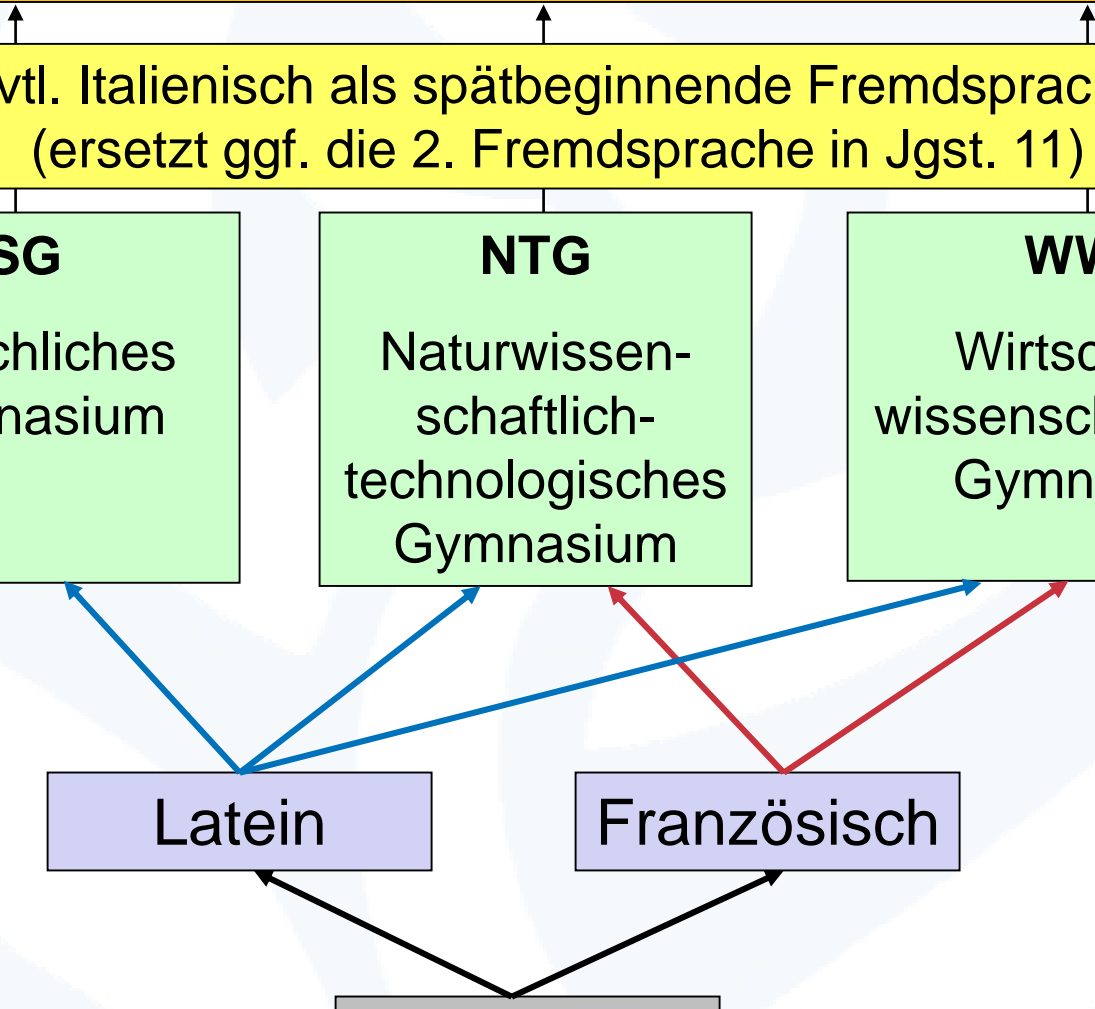 vtl. Italienisch als spätbeginnende Fremdsprac
(ersetzt ggf. die 2. Fremdsprache in Jgst. 11)
SG
chliches
nasium
NTG
Naturwissen-
schaftlich-
technologisches
Gymnasium
WW
Wirtsc
wissensch
Gymn
Latein
Französisch